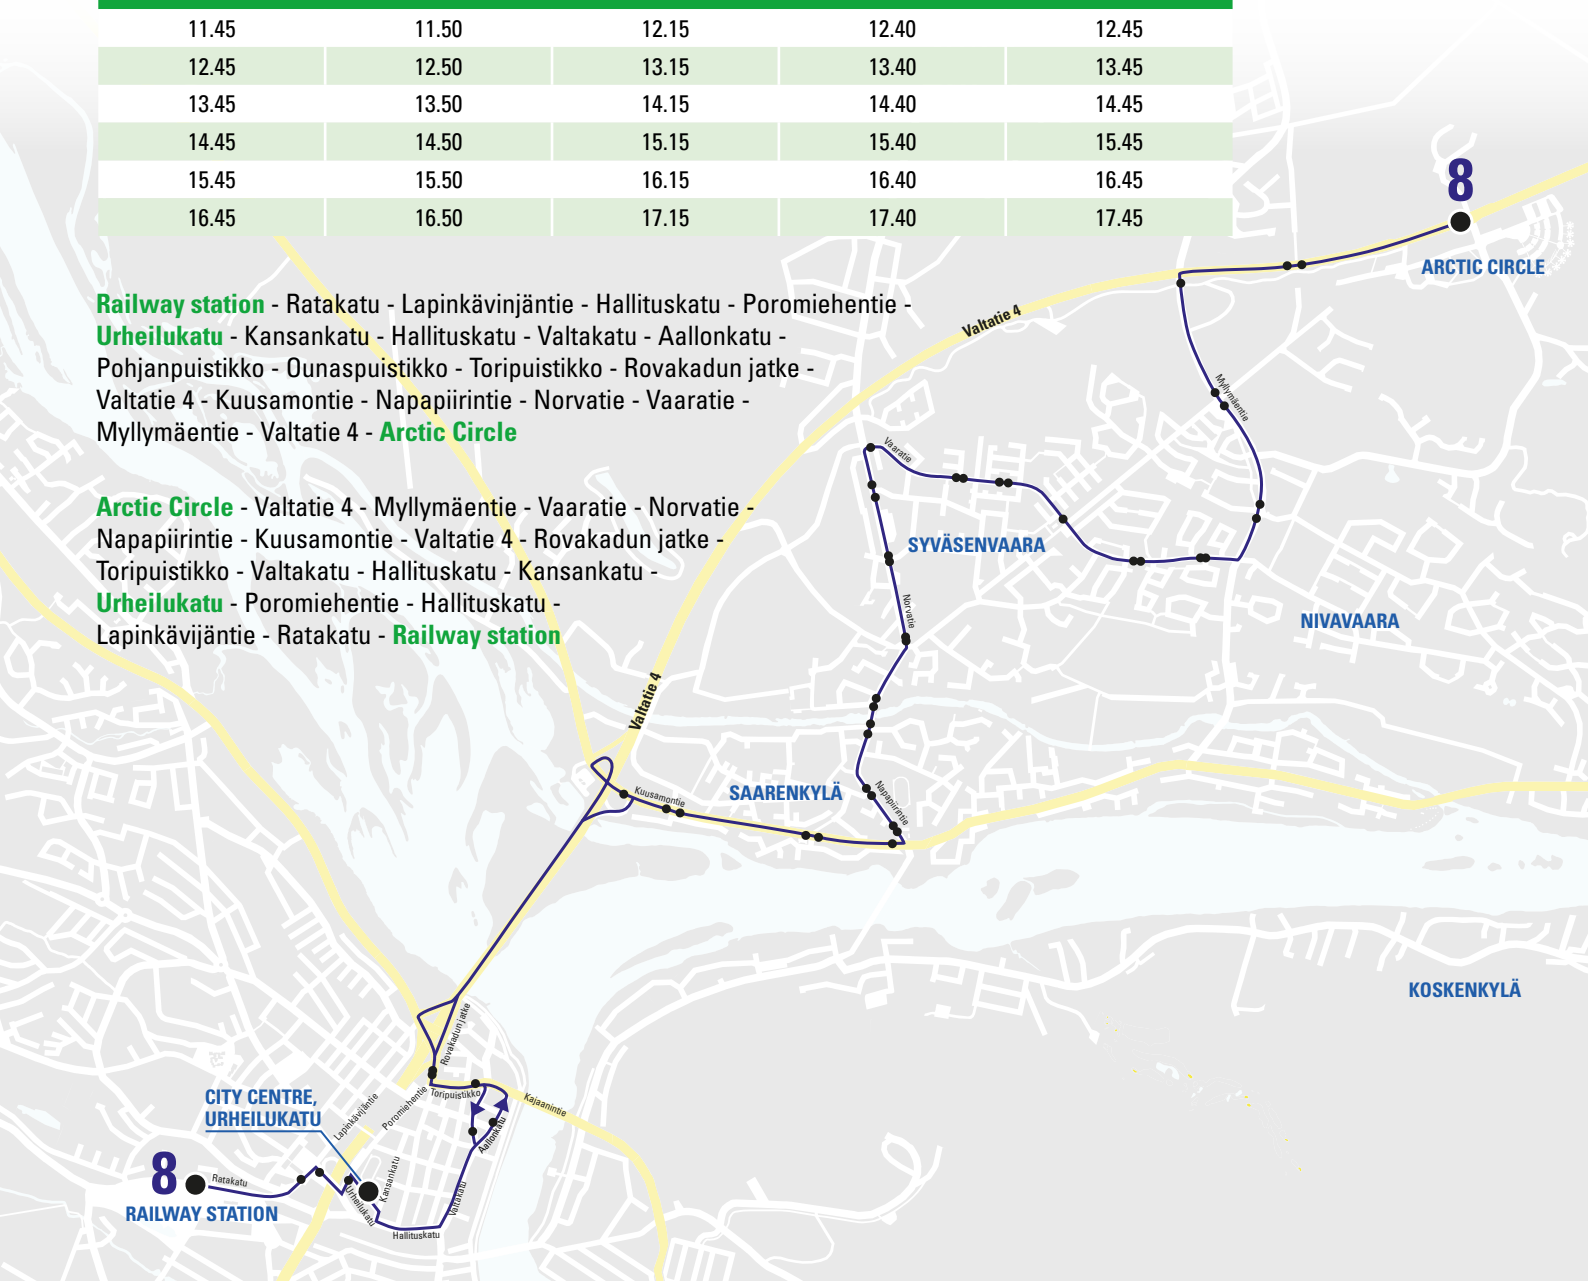 11.45 11.50 12.15 12.40 12.45
12.45 12.50 13.15 13.40 13.45
13.45 13.50 14.15 14.40 14.45
14.45 14.50 15.15 15.40 15.45
15.45 15.50 16.15 16.40 16.45
16.45 16.50 17.15 17.40 17.45
8
ARCTIC CIRCLE
Railway station - Ratakatu - Lapinkävinjäntie - Hallituskatu - Poromiehentie -
Urheilukatu - Kansankatu - Hallituskatu - Valtakatu - Aallonkatu -
Pohjanpuistikko - Ounaspuistikko - Toripuistikko - Rovakadun jatke -
Valtatie 4 - Kuusamontie - Napapiirintie - Norvatie - Vaaratie -
Myllymäentie - Valtatie 4 - Arctic Circle
Valtatie 4
Myllymäentie
Vaaratie
Arctic Circle - Valtatie 4 - Myllymäentie - Vaaratie - Norvatie -
Napapiirintie - Kuusamontie - Valtatie 4 - Rovakadun jatke -
Toripuistikko - Valtakatu - Hallituskatu - Kansankatu -
Urheilukatu - Poromiehentie - Hallituskatu -
Lapinkävijäntie - Ratakatu - Railway station
SYVÄSENVAARA
Norvatie
NIVAVAARA
Valtatie 4
Kuusamontie
SAARENKYLÄ
Napapiirintie
KOSKENKYLÄ
Rovakadun jatke
CITY CENTRE,
URHEILUKATU
Lapinkävijäntie
Poromiehentie
Toripuistikko
Kajaanintie
Aallonkatu
8
Ratakatu
RAILWAY STATION
Urheilukatu
Kansankatu
Valtakatu
Hallituskatu